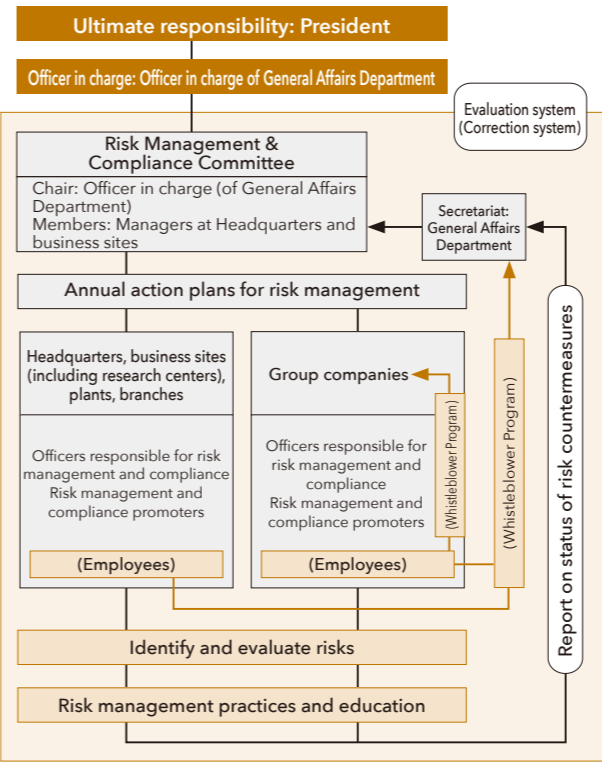 Ultimate responsibility: President
Officer in charge: Officer in charge of General Affairs Department
Evaluation system
(Correction system)
Risk Management &
Compliance Committee
Chair: Officer in charge (of General Affairs
Department)
Members: Managers at Headquarters and
business sites
Secretariat:
General Affairs
Department
Annual action plans for risk management
Headquarters, business sites
(including research centers),
plants, branches
Officers responsible for risk
management and compliance
Risk management and
compliance promoters
(Employees)
Group companies
Officers responsible for
risk management and
compliance
Risk management and
compliance promoters
(Employees)
(Whistleblower Program)
(Whistleblower Program)
Report on status of risk countermeasures
Identify and evaluate risks
Risk management practices and education